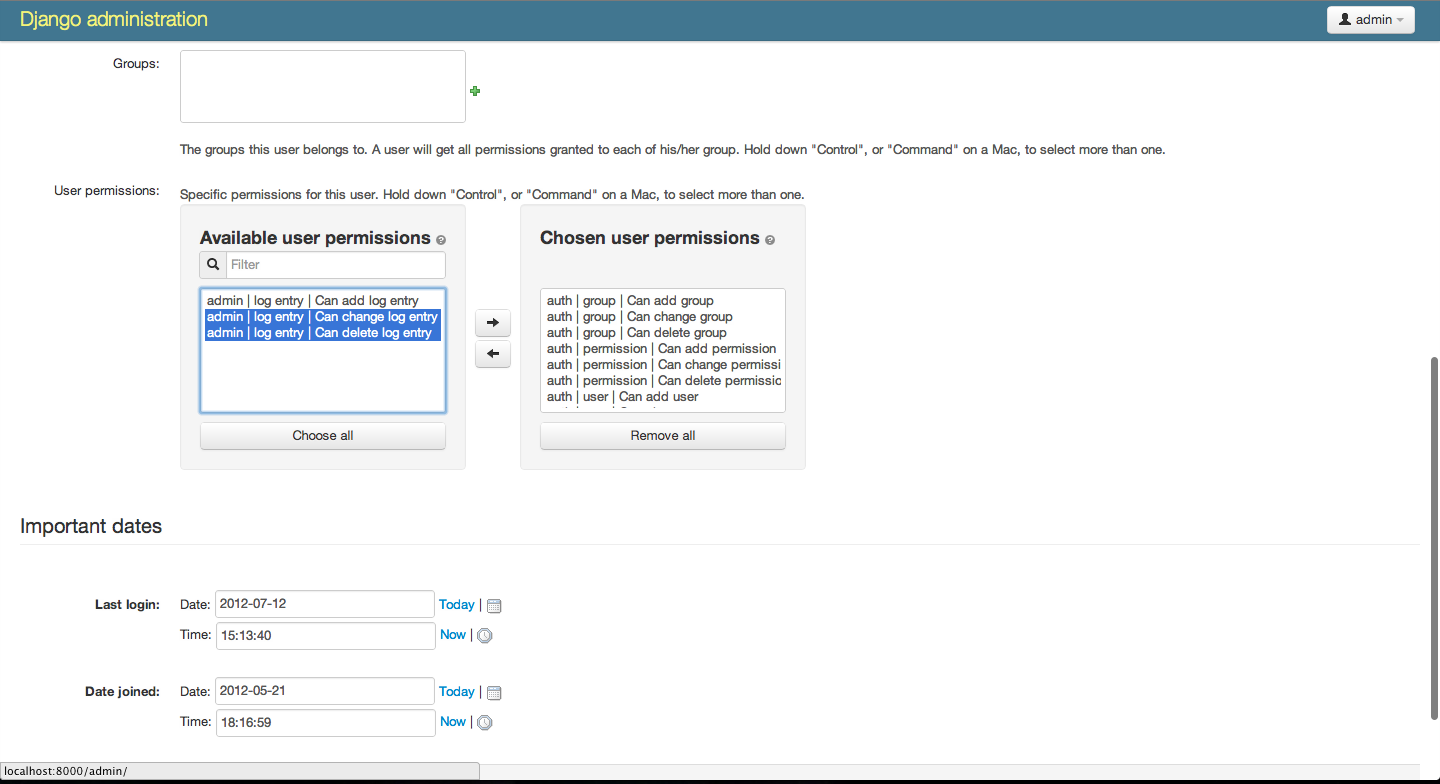 Django administration
admin
Groups:
The groups this user belongs to. A user will get all permissions granted to each of his/her group. Hold down "Control", or "Command" on a Mac, to select more than one.
User permissions:
Specific permissions for this user. Hold down "Control", or "Command" on a Mac, to select more than one.
Available user permissions
Filter
admin | log entry | Can add log entry
admin | log entry | Can change log entry
admin | log entry | Can delete log entry
Choose all
Chosen user permissions
auth | group | Can add group
auth | group | Can change group
auth | group | Can delete group
auth | permission | Can add permission
auth | permission | Can change permissi
auth | permission | Can delete permissic
auth | user | Can add user
Remove all
Important dates
Last login:
Date: 2012-07-12 Today |
Time: 15:13:40 Now |
Date joined:
Date: 2012-05-21 Today |
Time: 18:16:59 Now |
localhost:8000/admin/